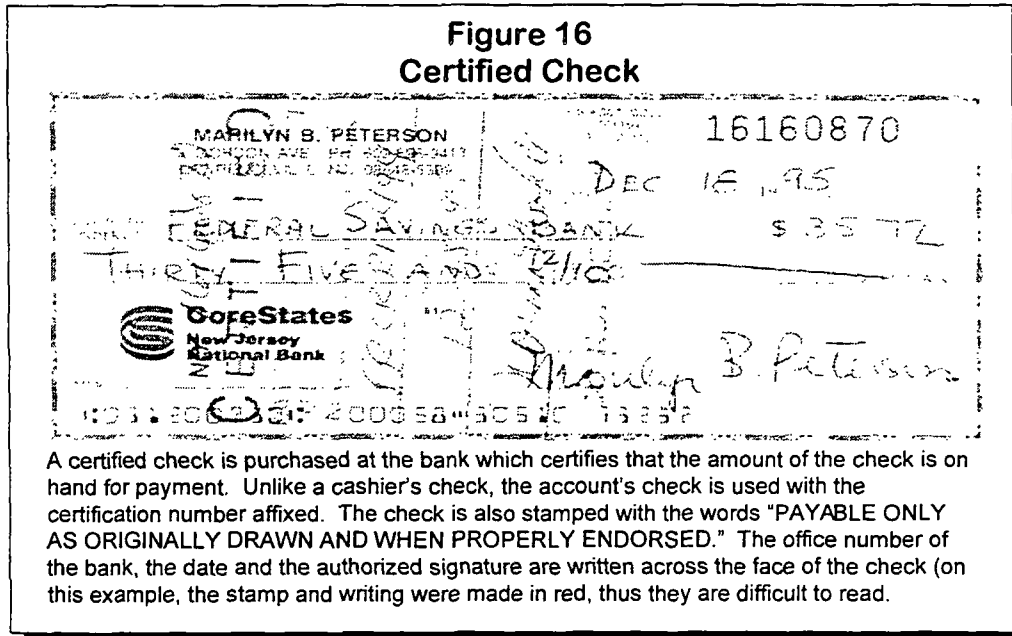 Figure 16
Certified Check
MARILYN B. PETERSON
16160870
DEC 18, 95
FEDERAL SAVINGS BANK $35 72
THIRTY-FIVE AND 72/100
CoreStates
New Jersey
National Bank
Marilyn B. Peterson
A certified check is purchased at the bank which certifies that the amount of the check is on
hand for payment. Unlike a cashier's check, the account's check is used with the
certification number affixed. The check is also stamped with the words "PAYABLE ONLY
AS ORIGINALLY DRAWN AND WHEN PROPERLY ENDORSED." The office number of
the bank, the date and the authorized signature are written across the face of the check (on
this example, the stamp and writing were made in red, thus they are difficult to read.